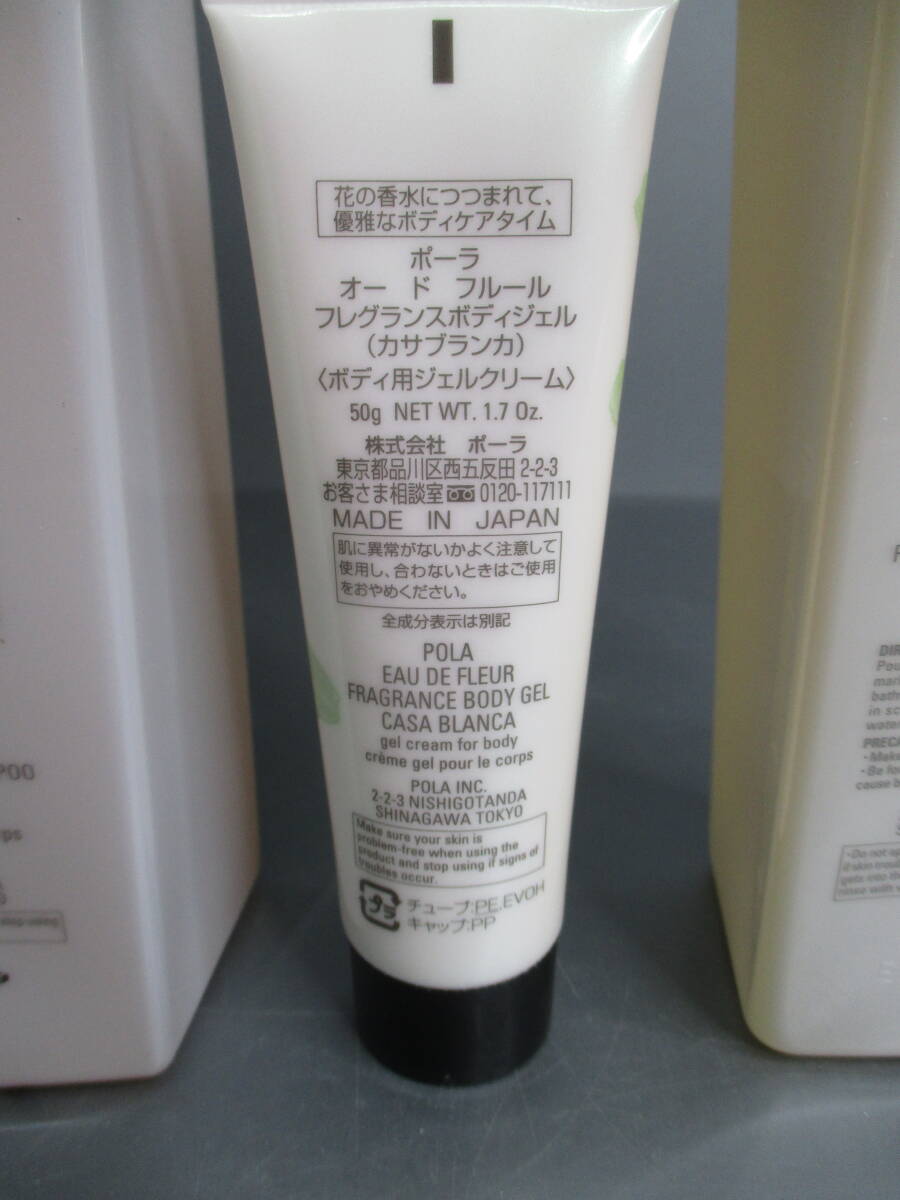 花の香水につつまれて、
優雅なボディケアタイム
ポーラ
オー ド フルール
フレグランスボディジェル
(カサブランカ)
〈ボディ用ジェルクリーム〉
50g NET WT. 1.7 Oz.
株式会社 ポーラ
東京都品川区西五反田 2-2-3
お客さま相談室 0120-117111
MADE IN JAPAN
肌に異常がないかよく注意して
使用し、合わないときはご使用
をおやめください。
全成分表示は別記
POLA
EAU DE FLEUR
FRAGRANCE BODY GEL
CASA BLANCA
gel cream for body
crème gel pour le corps
POLA INC.
2-2-3 NISHIGOTANDA
SHINAGAWA TOKYO
Make sure your skin is
problem-free when using the
product and stop using if signs of
troubles occur.
プラ
チューブ:PE.EVOH
キャップ:PP